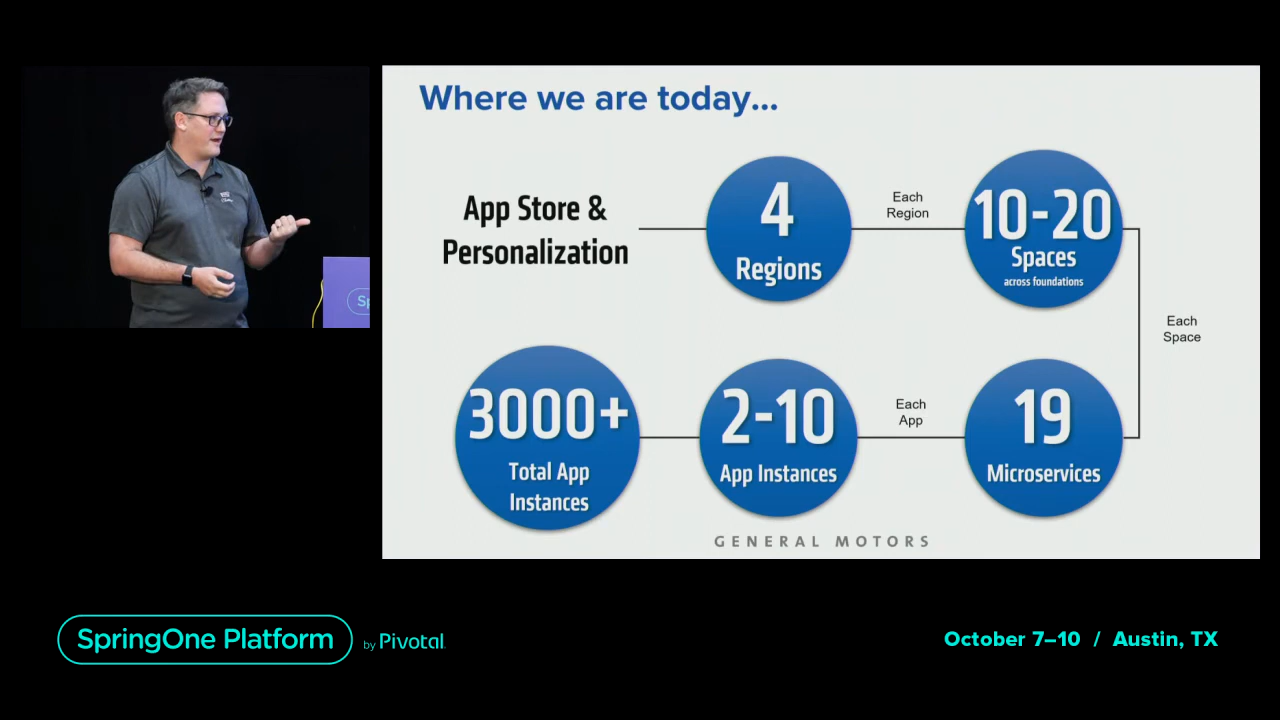 Where we are today...
App Store &
Personalization
4
Regions
Each
Region
10-20
Spaces
across foundations
Each
Space
19
Microservices
Each
App
2-10
App Instances
3000+
Total App
Instances
GENERAL MOTORS
SpringOne Platform
by Pivotal
October 7–10 / Austin, TX